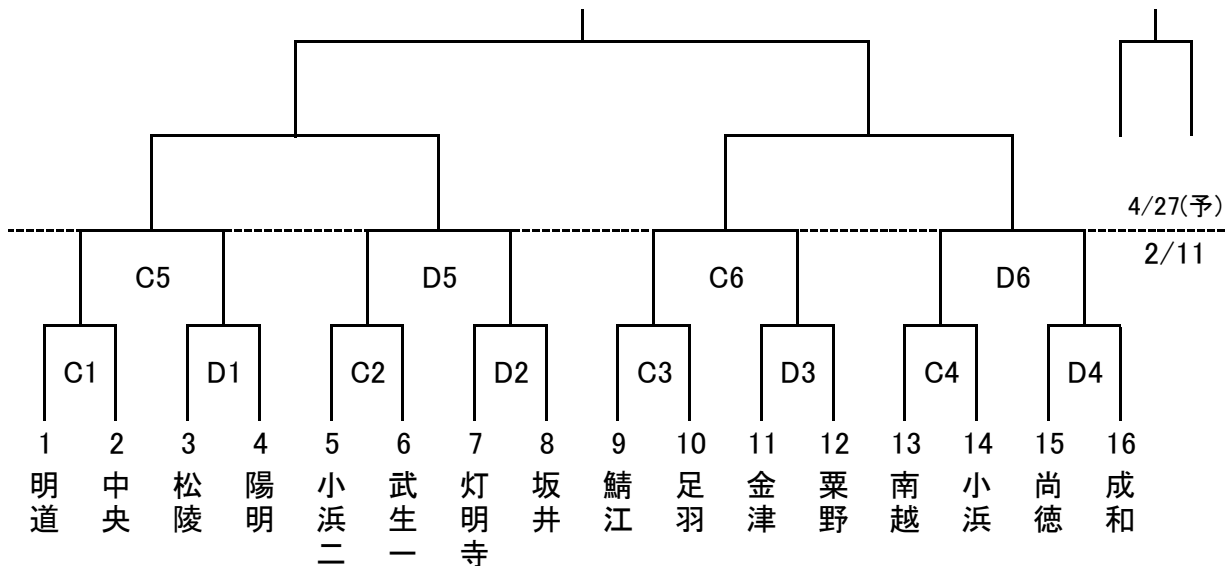 4/27(予)
2/11
C5 D5 C6 D6
C1 D1 C2 D2 C3 D3 C4 D4
1 2 3 4 5 6 7 8 9 10 11 12 13 14 15 16
明道
中央
松陵
陽明
小浜二
武生一
灯明寺
坂井
鯖江
足羽
金津
粟野
南越
小浜
尚徳
成和